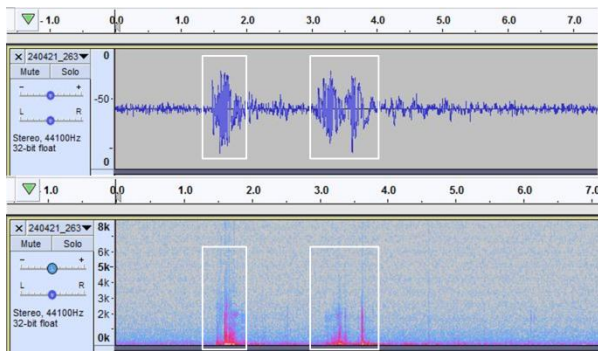 - 1.0 0.0 1.0 2.0 3.0 4.0 5.0 6.0 7.0
× 240421_263▼ 0
Mute Solo
- +
-50-
L R
Stereo, 44100Hz
32-bit float
0
- 1.0 0.0 1.0 2.0 3.0 4.0 5.0 6.0 7.0
× 240421_263▼ 8k
Mute Solo 6k-
- + 5k-
4k-
L R 3k-
Stereo, 44100Hz 2k-
32-bit float
0k